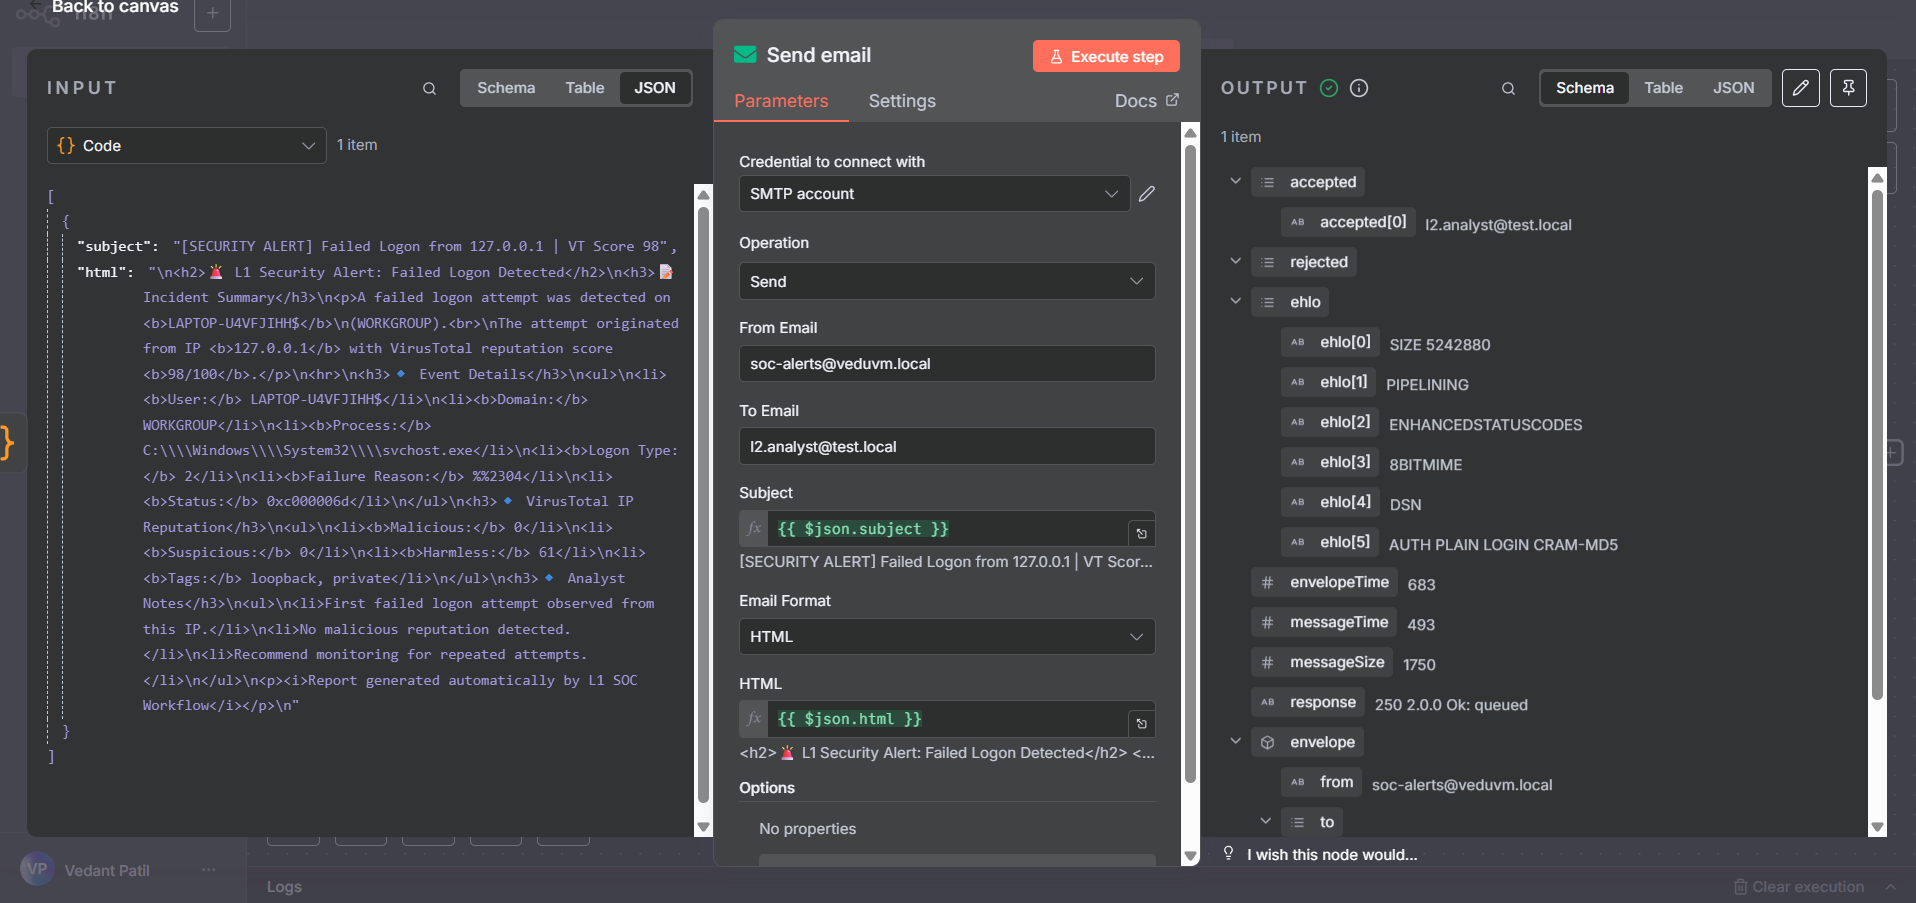 Back to canvas
n8n
INPUT
Schema
Table
JSON
{} Code
1 item
[
{
"subject": "[SECURITY ALERT] Failed Logon from 127.0.0.1 | VT Score 98",
"html": "\n<h2>🚨 L1 Security Alert: Failed Logon Detected</h2>\n<h3>📝
Incident Summary</h3>\n<p>A failed logon attempt was detected on
<b>LAPTOP-U4VFJIHH$</b>\n(WORKGROUP).<br>\nThe attempt originated
from IP <b>127.0.0.1</b> with VirusTotal reputation score
<b>98/100</b>.</p>\n<hr>\n<h3>🔹 Event Details</h3>\n<ul>\n<li>
<b>User:</b> LAPTOP-U4VFJIHH$</li>\n<li><b>Domain:</b>
WORKGROUP</li>\n<li><b>Process:</b>
C:\\\\Windows\\\\System32\\\\svchost.exe</li>\n<li><b>Logon Type:
</b> 2</li>\n<li><b>Failure Reason:</b> %%2304</li>\n<li>
<b>Status:</b> 0xc000006d</li>\n</ul>\n<h3>🔹 VirusTotal IP
Reputation</h3>\n<ul>\n<li><b>Malicious:</b> 0</li>\n<li>
<b>Suspicious:</b> 0</li>\n<li><b>Harmless:</b> 61</li>\n<li>
<b>Tags:</b> loopback, private</li>\n</ul>\n<h3>🔹 Analyst
Notes</h3>\n<ul>\n<li>First failed logon attempt observed from
this IP.</li>\n<li>No malicious reputation detected.
</li>\n<li>Recommend monitoring for repeated attempts.
</li>\n</ul>\n<p><i>Report generated automatically by L1 SOC
Workflow</i></p>\n"
}
]
Send email
Execute step
Parameters
Settings
Docs
Credential to connect with
SMTP account
Operation
Send
From Email
soc-alerts@veduvm.local
To Email
l2.analyst@test.local
Subject
fx {{ $json.subject }}
[SECURITY ALERT] Failed Logon from 127.0.0.1 | VT Scor...
Email Format
HTML
HTML
fx {{ $json.html }}
<h2>🚨 L1 Security Alert: Failed Logon Detected</h2> <...
Options
No properties
OUTPUT
Schema
Table
JSON
1 item
accepted
AB accepted[0] l2.analyst@test.local
rejected
ehlo
AB ehlo[0] SIZE 5242880
AB ehlo[1] PIPELINING
AB ehlo[2] ENHANCEDSTATUSCODES
AB ehlo[3] 8BITMIME
AB ehlo[4] DSN
AB ehlo[5] AUTH PLAIN LOGIN CRAM-MD5
# envelopeTime 683
# messageTime 493
# messageSize 1750
AB response 250 2.0.0 Ok: queued
envelope
AB from soc-alerts@veduvm.local
to
I wish this node would...
VP Vedant Patil
Logs
Clear execution